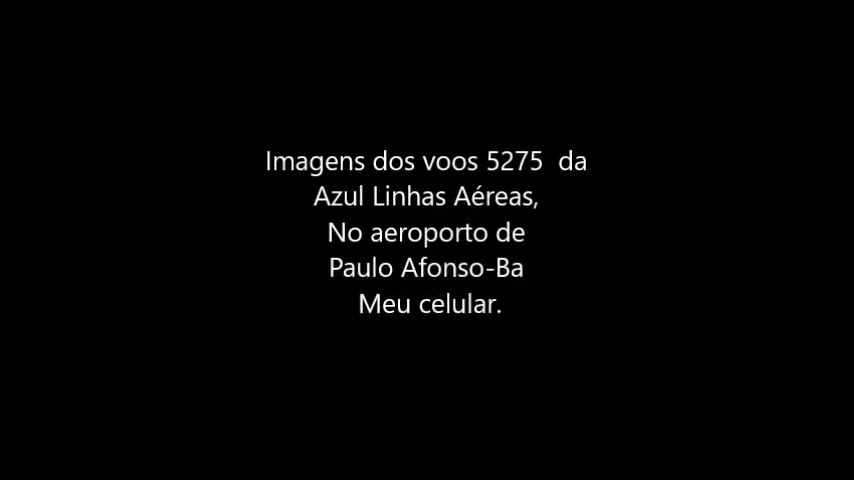 Imagens dos voos 5275 da
Azul Linhas Aéreas,
No aeroporto de
Paulo Afonso-Ba
Meu celular.